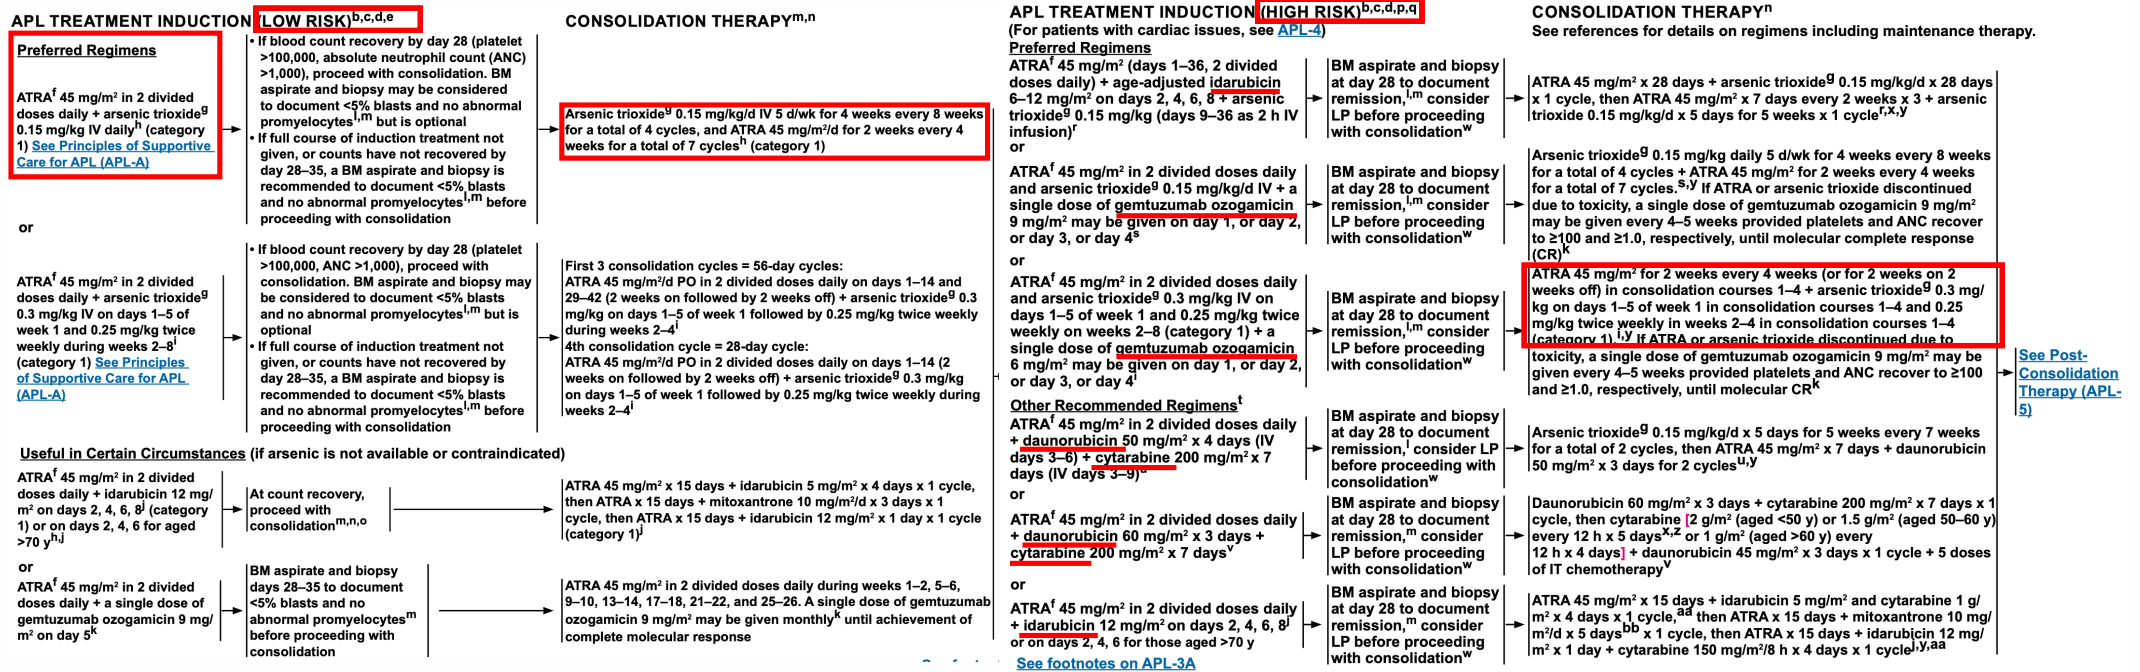 APL TREATMENT INDUCTION (LOW RISK)b,c,d,e
CONSOLIDATION THERAPYm,n
Preferred Regimens
ATRAf 45 mg/m² in 2 divided
doses daily + arsenic trioxideg
0.15 mg/kg IV dailyh (category
1) See Principles of Supportive
Care for APL (APL-A)
• If blood count recovery by day 28 (platelet
>100,000, absolute neutrophil count (ANC)
>1,000), proceed with consolidation. BM
aspirate and biopsy may be considered
to document <5% blasts and no abnormal
promyelocytesl,m but is optional
• If full course of induction treatment not
given, or counts have not recovered by
day 28–35, a BM aspirate and biopsy is
recommended to document <5% blasts
and no abnormal promyelocytesl,m before
proceeding with consolidation
Arsenic trioxideg 0.15 mg/kg/d IV 5 d/wk for 4 weeks every 8 weeks
for a total of 4 cycles, and ATRA 45 mg/m²/d for 2 weeks every 4
weeks for a total of 7 cyclesh (category 1)
or
ATRAf 45 mg/m² in 2 divided
doses daily + arsenic trioxideg
0.3 mg/kg IV on days 1–5 of
week 1 and 0.25 mg/kg twice
weekly during weeks 2–8i
(category 1) See Principles
of Supportive Care for APL
(APL-A)
• If blood count recovery by day 28 (platelet
>100,000, ANC >1,000), proceed with
consolidation. BM aspirate and biopsy may
be considered to document <5% blasts
and no abnormal promyelocytesl,m but is
optional
• If full course of induction treatment not
given, or counts have not recovered by
day 28–35, a BM aspirate and biopsy is
recommended to document <5% blasts
and no abnormal promyelocytesl,m before
proceeding with consolidation
First 3 consolidation cycles = 56-day cycles:
ATRA 45 mg/m²/d PO in 2 divided doses daily on days 1–14 and
29–42 (2 weeks on followed by 2 weeks off) + arsenic trioxideg 0.3
mg/kg on days 1–5 of week 1 followed by 0.25 mg/kg twice weekly
during weeks 2–4i
4th consolidation cycle = 28-day cycle:
ATRA 45 mg/m²/d PO in 2 divided doses daily on days 1–14 (2
weeks on followed by 2 weeks off) + arsenic trioxideg 0.3 mg/kg
on days 1–5 of week 1 followed by 0.25 mg/kg twice weekly during
weeks 2–4i
Useful in Certain Circumstances (if arsenic is not available or contraindicated)
ATRAf 45 mg/m² in 2 divided
doses daily + idarubicin 12 mg/
m² on days 2, 4, 6, 8j (category
1) or on days 2, 4, 6 for aged
>70 yh,j
At count recovery,
proceed with
consolidationm,n,o
ATRA 45 mg/m² x 15 days + idarubicin 5 mg/m² x 4 days x 1 cycle,
then ATRA x 15 days + mitoxantrone 10 mg/m²/d x 3 days x 1
cycle, then ATRA x 15 days + idarubicin 12 mg/m² x 1 day x 1 cycle
(category 1)j
or
ATRAf 45 mg/m² in 2 divided
doses daily + a single dose of
gemtuzumab ozogamicin 9 mg/
m² on day 5k
BM aspirate and biopsy
days 28–35 to document
<5% blasts and no
abnormal promyelocytesm
before proceeding with
consolidation
ATRA 45 mg/m² in 2 divided doses daily during weeks 1–2, 5–6,
9–10, 13–14, 17–18, 21–22, and 25–26. A single dose of gemtuzumab
ozogamicin 9 mg/m² may be given monthlyk until achievement of
complete molecular response
APL TREATMENT INDUCTION (HIGH RISK)b,c,d,p,q
(For patients with cardiac issues, see APL-4)
CONSOLIDATION THERAPYn
See references for details on regimens including maintenance therapy.
Preferred Regimens
ATRAf 45 mg/m² (days 1–36, 2 divided
doses daily) + age-adjusted idarubicin
6–12 mg/m² on days 2, 4, 6, 8 + arsenic
trioxideg 0.15 mg/kg (days 9–36 as 2 h IV
infusion)r
BM aspirate and biopsy
at day 28 to document
remission,l,m consider
LP before proceeding
with consolidationw
ATRA 45 mg/m² x 28 days + arsenic trioxideg 0.15 mg/kg/d x 28 days
x 1 cycle, then ATRA 45 mg/m² x 7 days every 2 weeks x 3 + arsenic
trioxide 0.15 mg/kg/d x 5 days for 5 weeks x 1 cycler,x,y
or
ATRAf 45 mg/m² in 2 divided doses daily
and arsenic trioxideg 0.15 mg/kg/d IV + a
single dose of gemtuzumab ozogamicin
9 mg/m² may be given on day 1, or day 2,
or day 3, or day 4s
BM aspirate and biopsy
at day 28 to document
remission,l,m consider
LP before proceeding
with consolidationw
Arsenic trioxideg 0.15 mg/kg daily 5 d/wk for 4 weeks every 8 weeks
for a total of 4 cycles + ATRA 45 mg/m² for 2 weeks every 4 weeks
for a total of 7 cycles.s,y If ATRA or arsenic trioxide discontinued
due to toxicity, a single dose of gemtuzumab ozogamicin 9 mg/m²
may be given every 4–5 weeks provided platelets and ANC recover
to ≥100 and ≥1.0, respectively, until molecular complete response
(CR)k
or
ATRAf 45 mg/m² in 2 divided doses daily
and arsenic trioxideg 0.3 mg/kg IV on
days 1–5 of week 1 and 0.25 mg/kg twice
weekly on weeks 2–8 (category 1) + a
single dose of gemtuzumab ozogamicin
6 mg/m² may be given on day 1, or day 2,
or day 3, or day 4i
BM aspirate and biopsy
at day 28 to document
remission,l,m consider
LP before proceeding
with consolidationw
ATRA 45 mg/m² for 2 weeks every 4 weeks (or for 2 weeks on 2
weeks off) in consolidation courses 1–4 + arsenic trioxideg 0.3 mg/
kg on days 1–5 of week 1 in consolidation courses 1–4 and 0.25
mg/kg twice weekly in weeks 2–4 in consolidation courses 1–4
(category 1).i,y If ATRA or arsenic trioxide discontinued due to
toxicity, a single dose of gemtuzumab ozogamicin 9 mg/m² may be
given every 4–5 weeks provided platelets and ANC recover to ≥100
and ≥1.0, respectively, until molecular CRk
See Post-
Consolidation
Therapy (APL-
5)
Other Recommended Regimenst
ATRAf 45 mg/m² in 2 divided doses daily
+ daunorubicin 50 mg/m² x 4 days (IV
days 3–6) + cytarabine 200 mg/m² x 7
days (IV days 3–9)u
BM aspirate and biopsy
at day 28 to document
remission,l consider LP
before proceeding with
consolidationw
Arsenic trioxideg 0.15 mg/kg/d x 5 days for 5 weeks every 7 weeks
for a total of 2 cycles, then ATRA 45 mg/m² x 7 days + daunorubicin
50 mg/m² x 3 days for 2 cyclesu,y
or
ATRAf 45 mg/m² in 2 divided doses daily
+ daunorubicin 60 mg/m² x 3 days +
cytarabine 200 mg/m² x 7 daysv
BM aspirate and biopsy
at day 28 to document
remission,m consider
LP before proceeding
with consolidationw
Daunorubicin 60 mg/m² x 3 days + cytarabine 200 mg/m² x 7 days x 1
cycle, then cytarabine [2 g/m² (aged <50 y) or 1.5 g/m² (aged 50–60 y)
every 12 h x 5 daysx,z or 1 g/m² (aged >60 y) every
12 h x 4 days] + daunorubicin 45 mg/m² x 3 days x 1 cycle + 5 doses
of IT chemotherapyv
or
ATRAf 45 mg/m² in 2 divided doses daily
+ idarubicin 12 mg/m² on days 2, 4, 6, 8j
or on days 2, 4, 6 for those aged >70 y
BM aspirate and biopsy
at day 28 to document
remission,m consider
LP before proceeding
with consolidationw
ATRA 45 mg/m² x 15 days + idarubicin 5 mg/m² and cytarabine 1 g/
m² x 4 days x 1 cycle,aa then ATRA x 15 days + mitoxantrone 10 mg/
m²/d x 5 daysbb x 1 cycle, then ATRA x 15 days + idarubicin 12 mg/
m² x 1 day + cytarabine 150 mg/m²/8 h x 4 days x 1 cyclej,y,aa
See footnotes on APL-3A